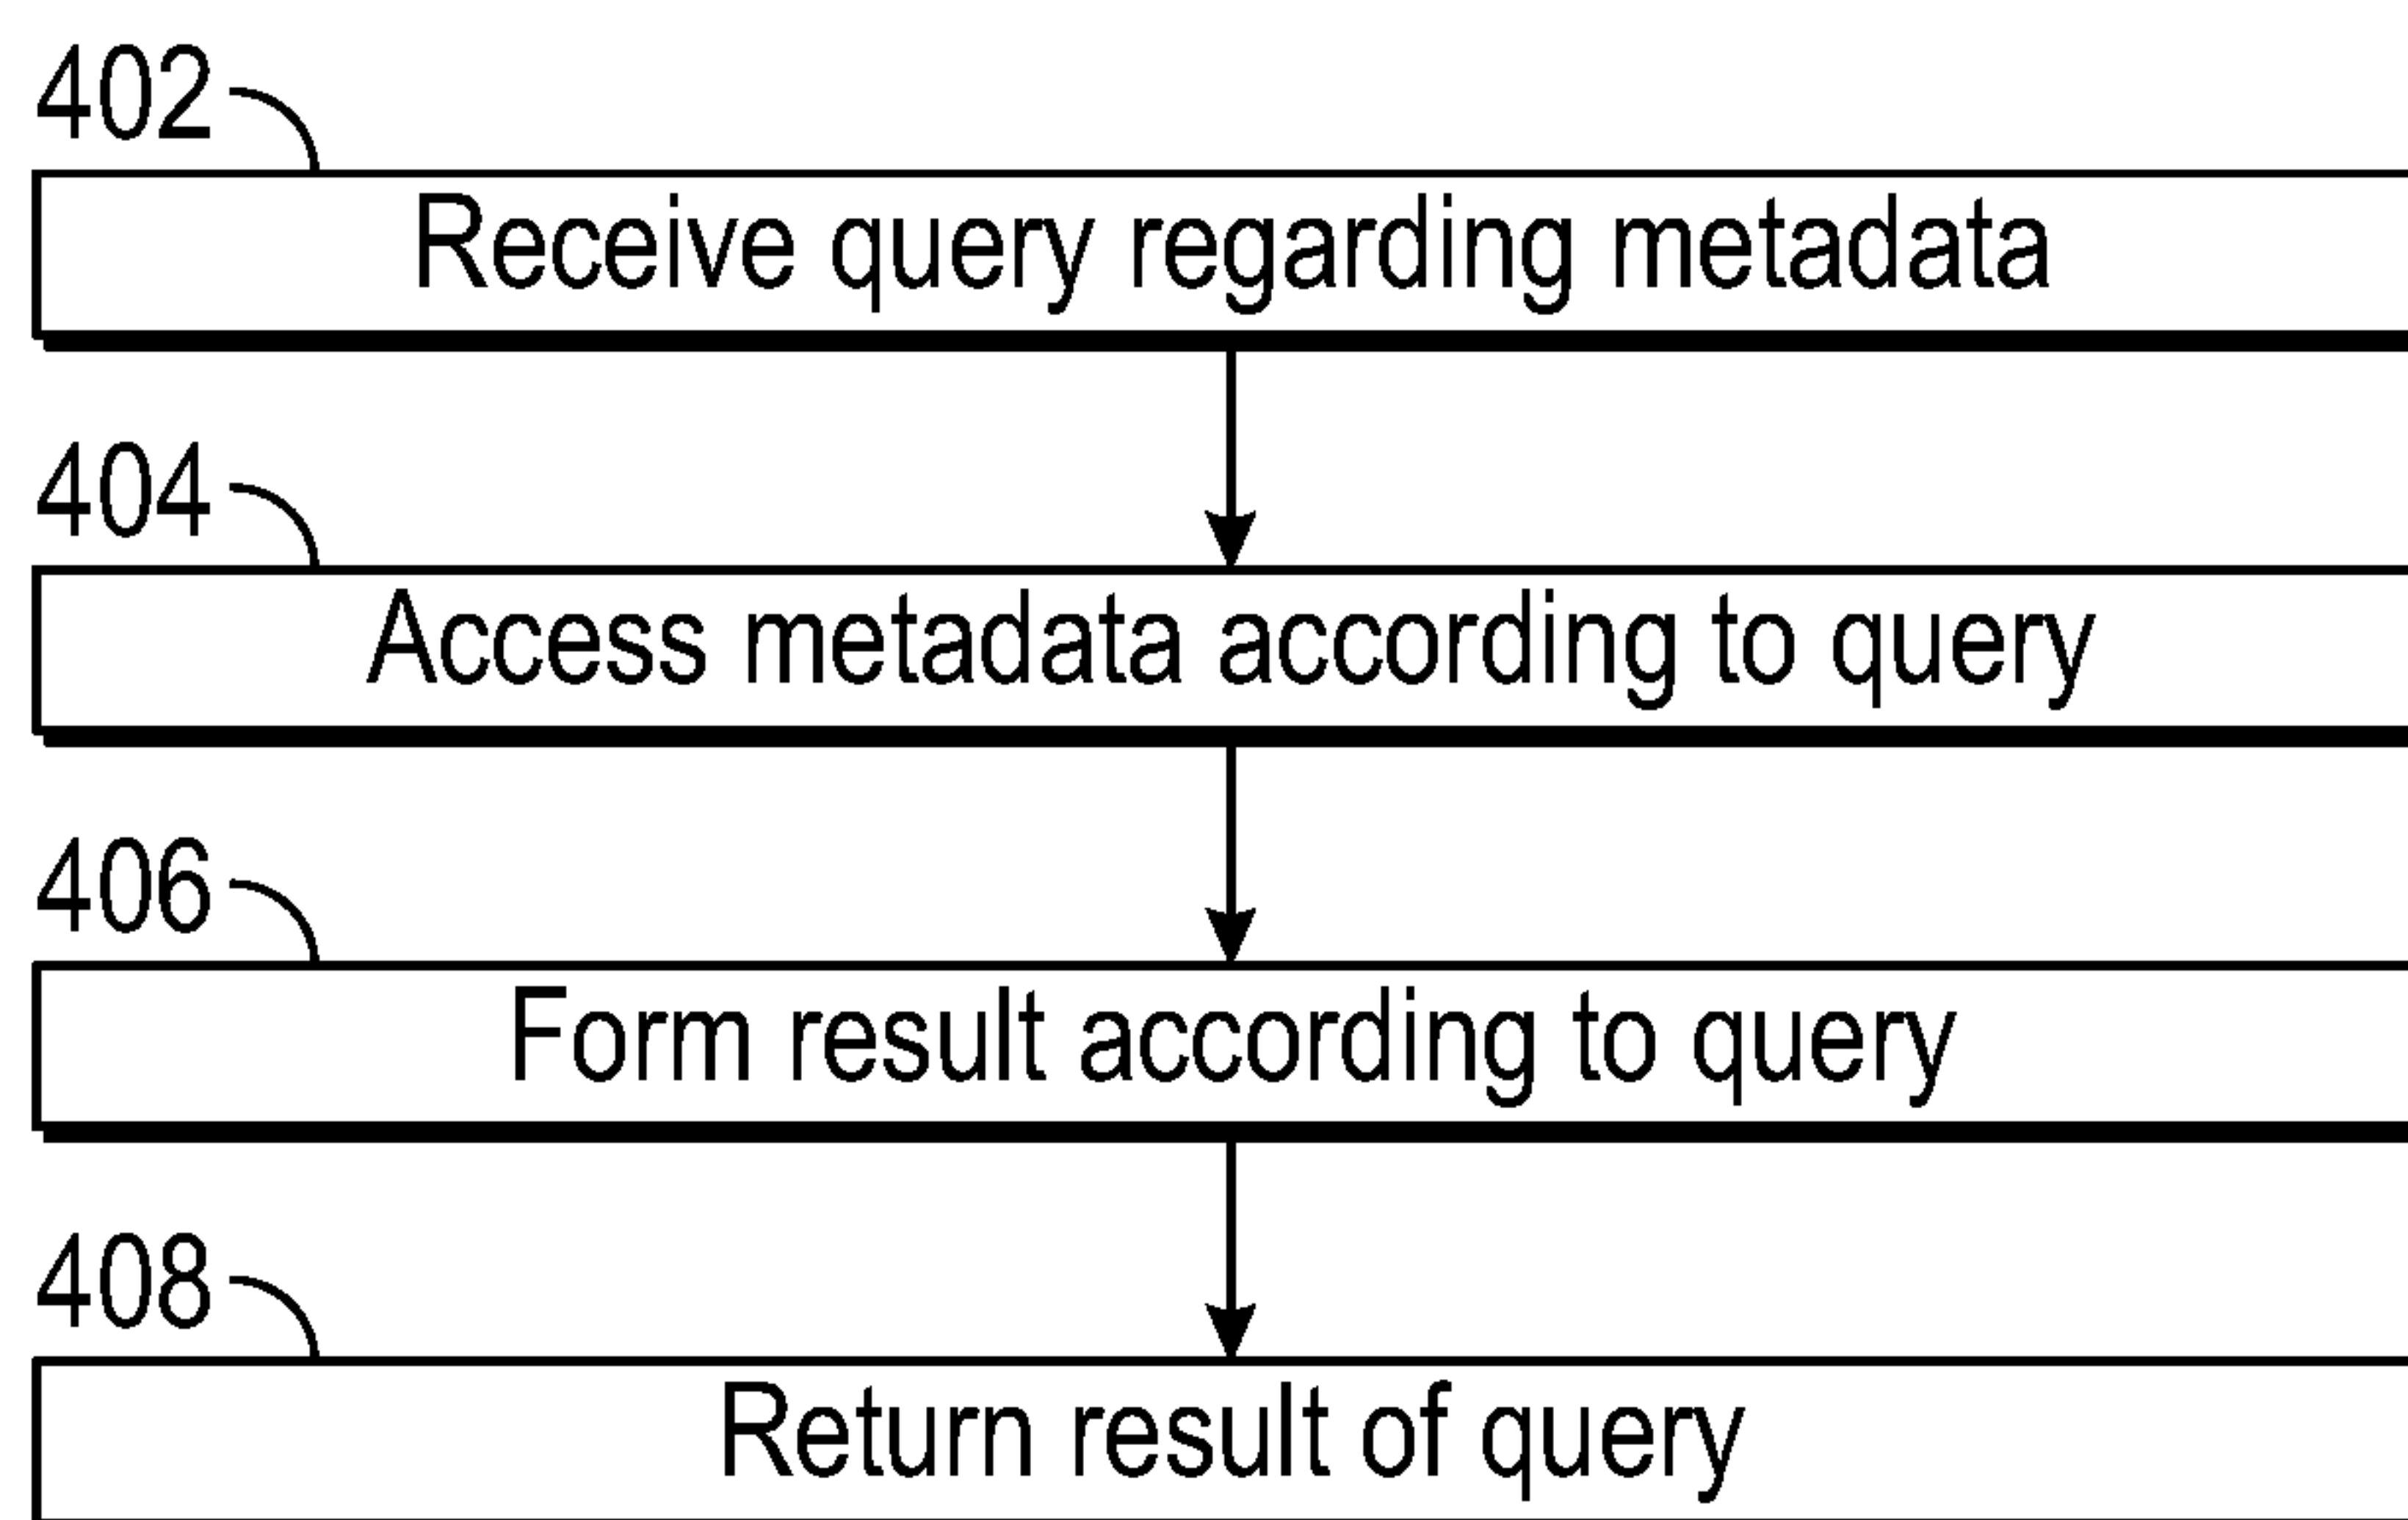 402
Receive query regarding metadata
404
Access metadata according to query
406
Form result according to query
408
Return result of query